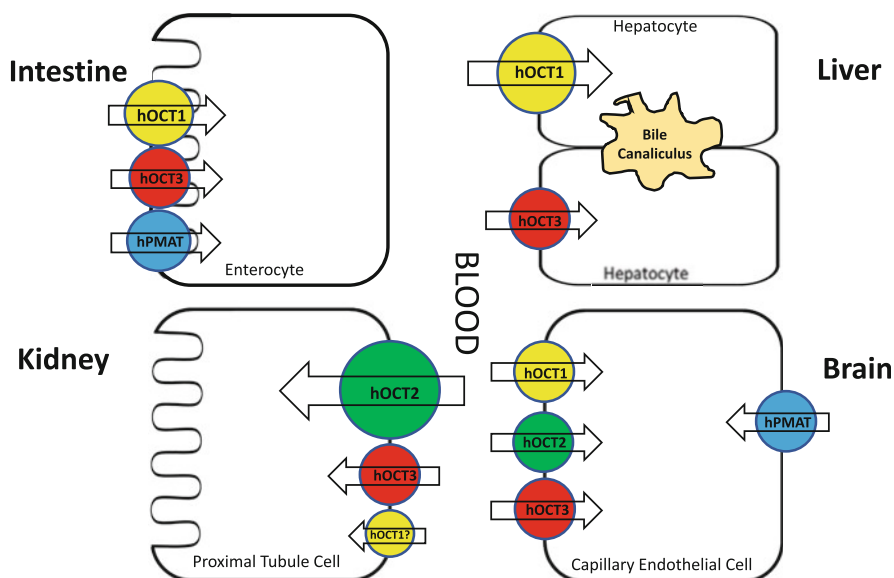 Intestine
hOCT1
hOCT3
hPMAT
Enterocyte
Hepatocyte
Liver
hOCT1
Bile
Canaliculus
hOCT3
Hepatocyte
BLOOD
Kidney
hOCT2
hOCT3
hOCT1?
Proximal Tubule Cell
Brain
hOCT1
hPMAT
hOCT2
hOCT3
Capillary Endothelial Cell